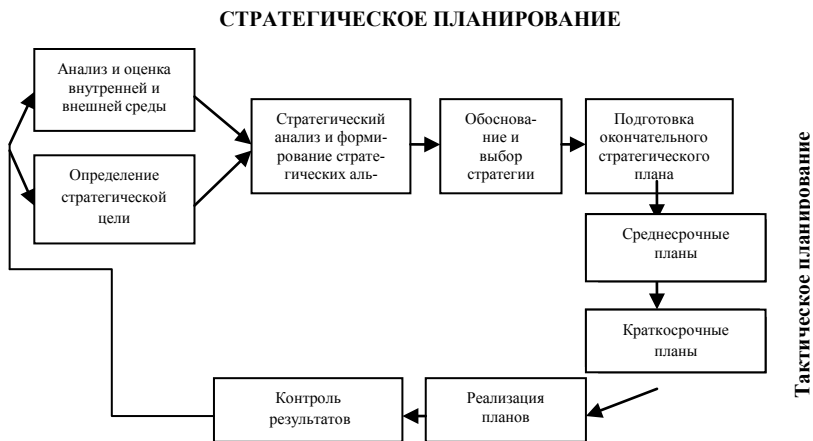 СТРАТЕГИЧЕСКОЕ ПЛАНИРОВАНИЕ
Анализ и оценка
внутренней и
внешней среды
Определение
стратегической
цели
Стратегический
анализ и форми-
рование страте-
гических аль-
Обоснова-
ние и
выбор
стратегии
Подготовка
окончательного
стратегического
плана
Среднесрочные
планы
Краткосрочные
планы
Тактическое планирование
Реализация
планов
Контроль
результатов